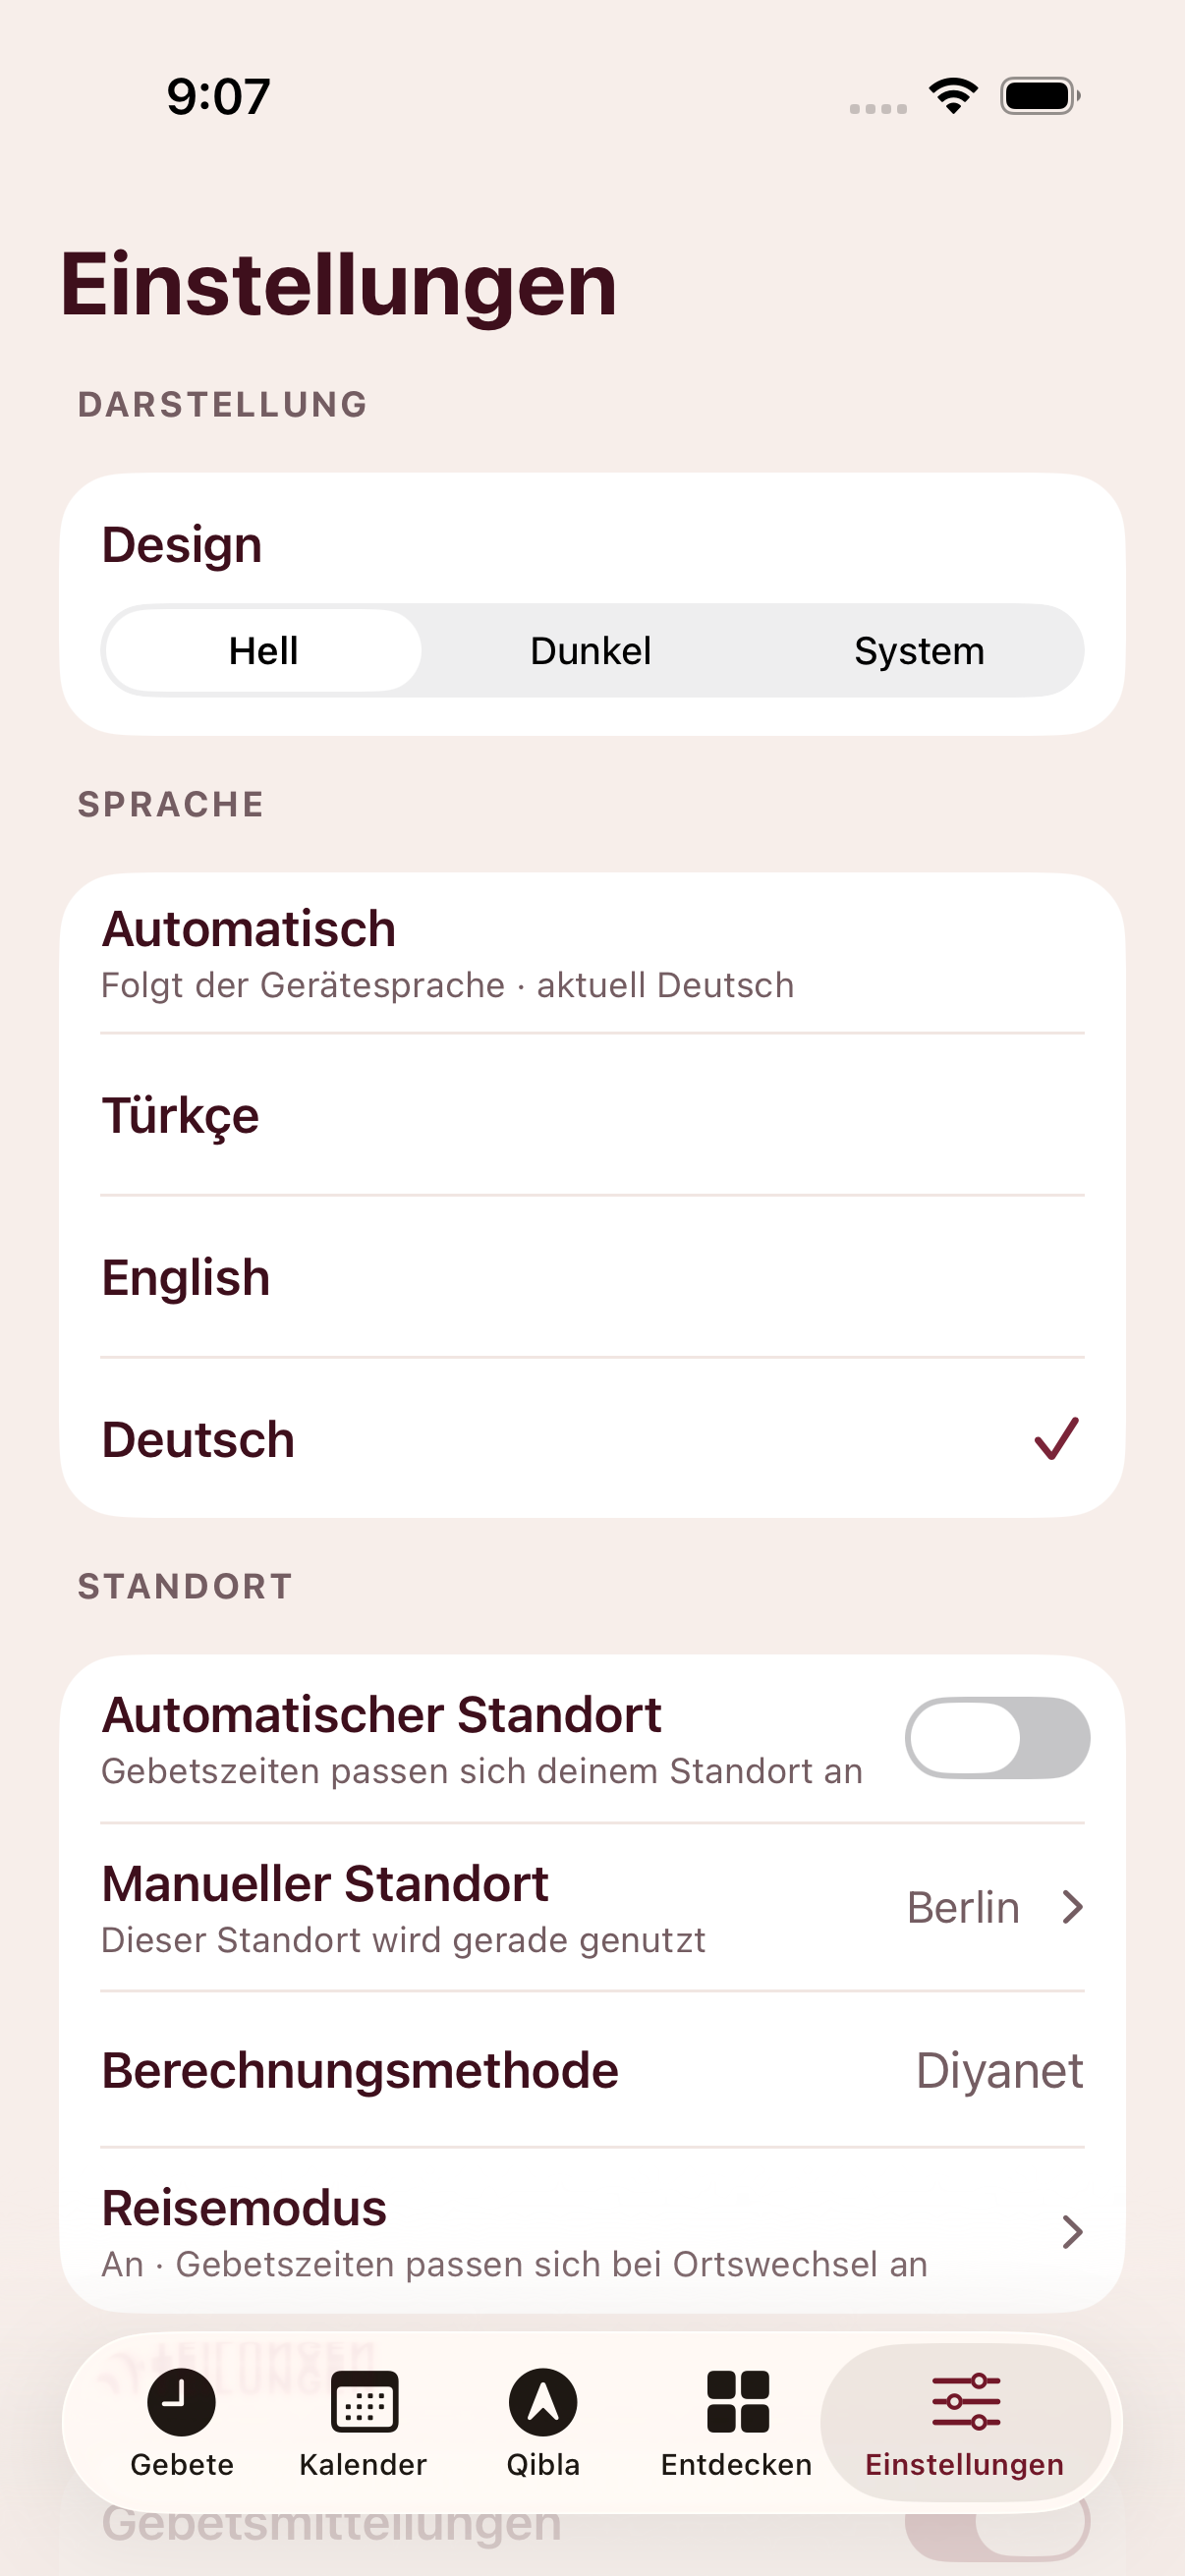 9:07
Einstellungen
DARSTELLUNG
Design
Hell
Dunkel
System
SPRACHE
Automatisch
Folgt der Gerätesprache · aktuell Deutsch
Türkçe
English
Deutsch
STANDORT
Automatischer Standort
Gebetszeiten passen sich deinem Standort an
Manueller Standort
Berlin
Dieser Standort wird gerade genutzt
Berechnungsmethode
Diyanet
Reisemodus
An · Gebetszeiten passen sich bei Ortswechsel an
Gebete
Kalender
Qibla
Entdecken
Einstellungen
Gebetsmitteilungen